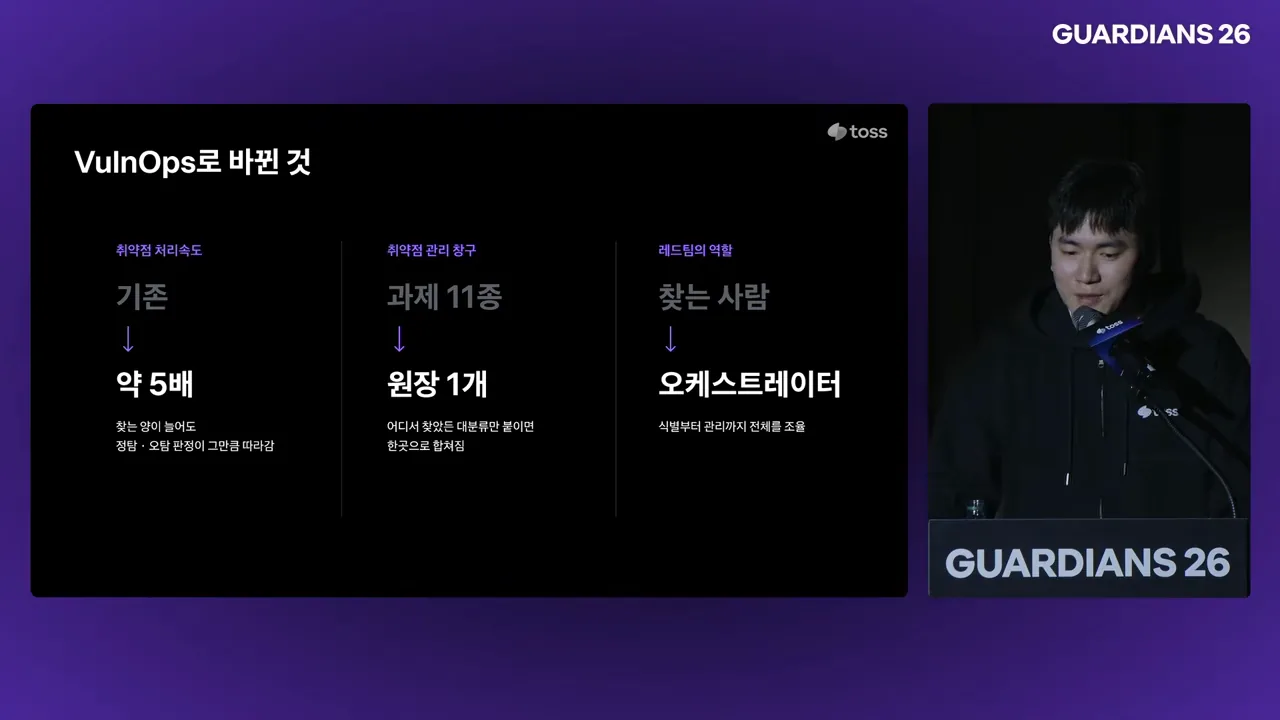 GUARDIANS 26
toss
VulnOps로 바뀐 것
취약점 처리속도
기존
↓
약 5배
찾는 양이 늘어도
정탐 · 오탐 판정이 그만큼 따라감
취약점 관리 창구
과제 11종
↓
원장 1개
어디서 찾았든 대분류만 붙이면
한곳으로 합쳐짐
레드팀의 역할
찾는 사람
↓
오케스트레이터
식별부터 관리까지 전체를 조율
toss
toss
GUARDIANS 26